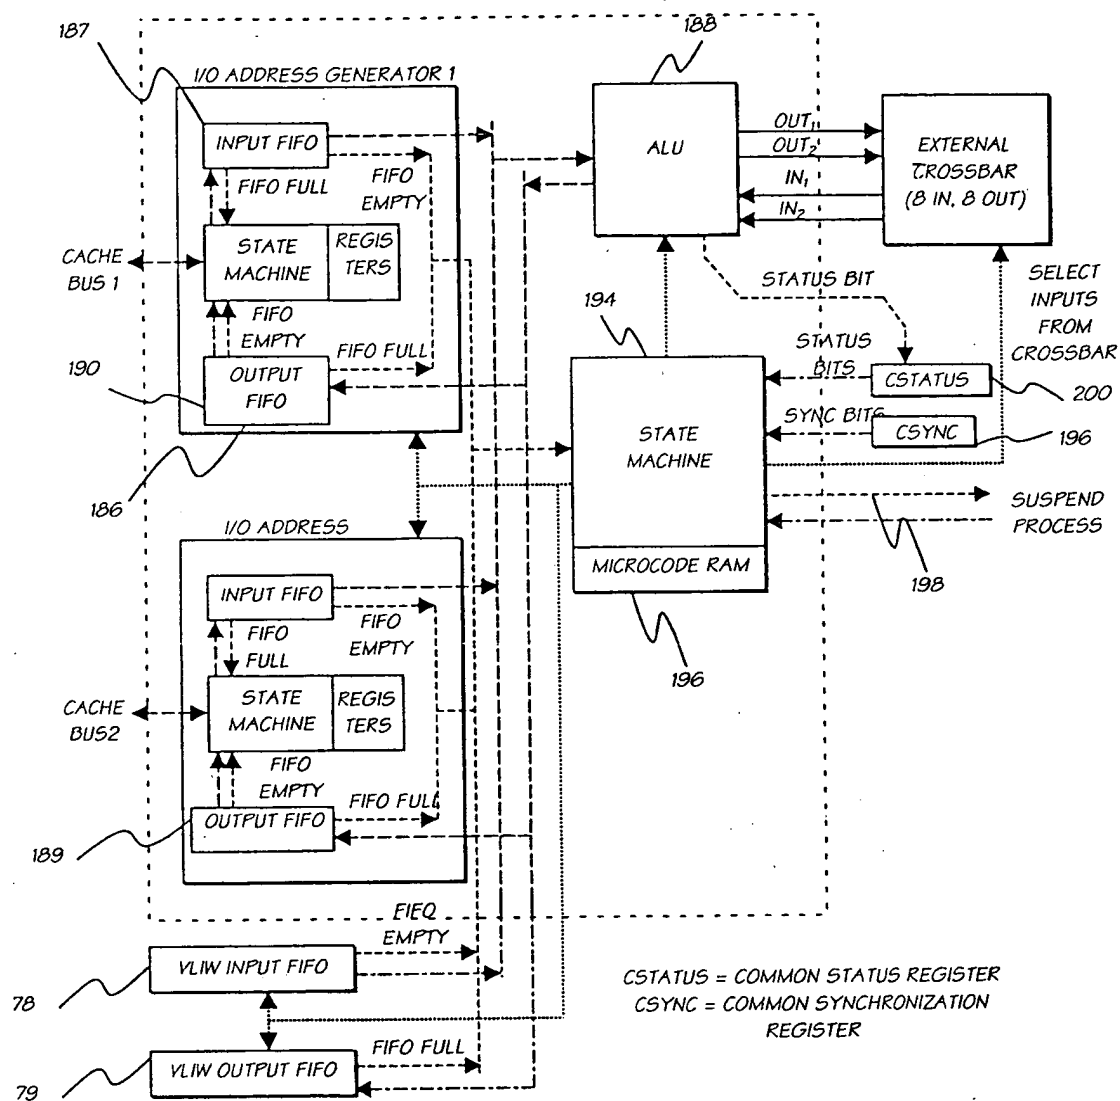 187
188
I/O ADDRESS GENERATOR 1
INPUT FIFO
FIFO FULL
FIFO
EMPTY
ALU
OUT1
OUT2
IN1
IN2
EXTERNAL
CROSSBAR
(8 IN, 8 OUT)
CACHE
BUS 1
STATE
MACHINE
REGIS
TERS
FIFO
EMPTY
FIFO FULL
190
OUTPUT
FIFO
186
STATUS BIT
SELECT
INPUTS
FROM
CROSSBAR
194
STATUS
BITS
CSTATUS
200
SYNC BITS
CSYNC
196
STATE
MACHINE
SUSPEND
PROCESS
198
MICROCODE RAM
196
I/O ADDRESS
INPUT FIFO
FIFO
FULL
FIFO
EMPTY
CACHE
BUS2
STATE
MACHINE
REGIS
TERS
FIFO
EMPTY
FIFO FULL
OUTPUT FIFO
189
FIFO
EMPTY
VLIW INPUT FIFO
78
FIFO FULL
VLIW OUTPUT FIFO
79
CSTATUS = COMMON STATUS REGISTER
CSYNC = COMMON SYNCHRONIZATION
REGISTER